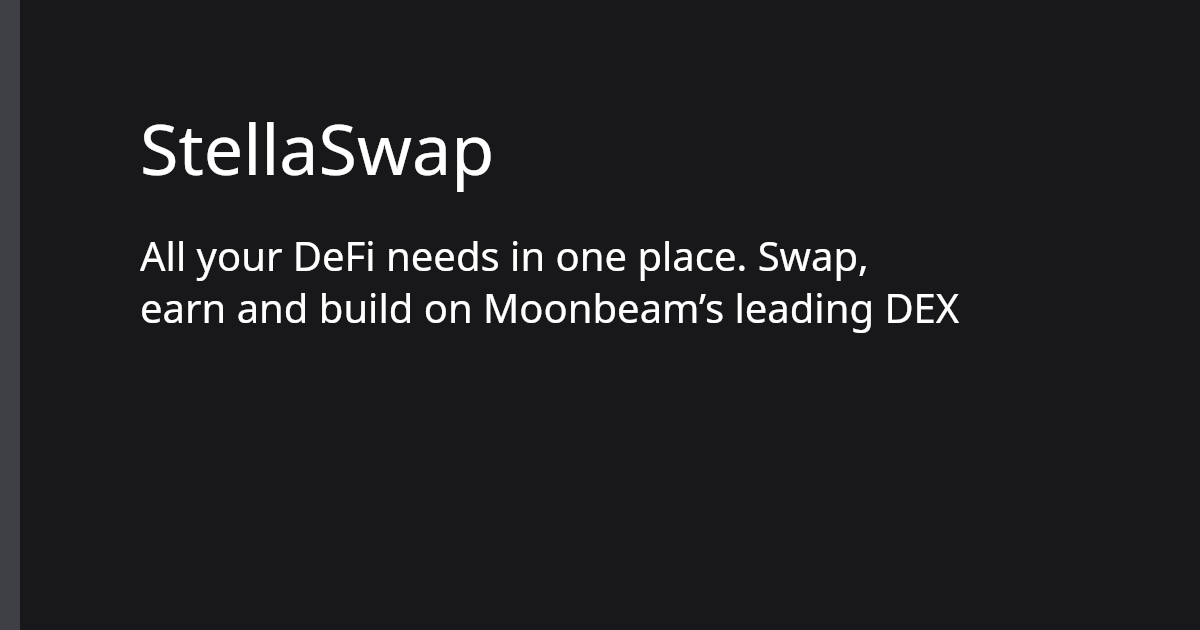 StellaSwap
All your DeFi needs in one place. Swap,
earn and build on Moonbeam’s leading DEX